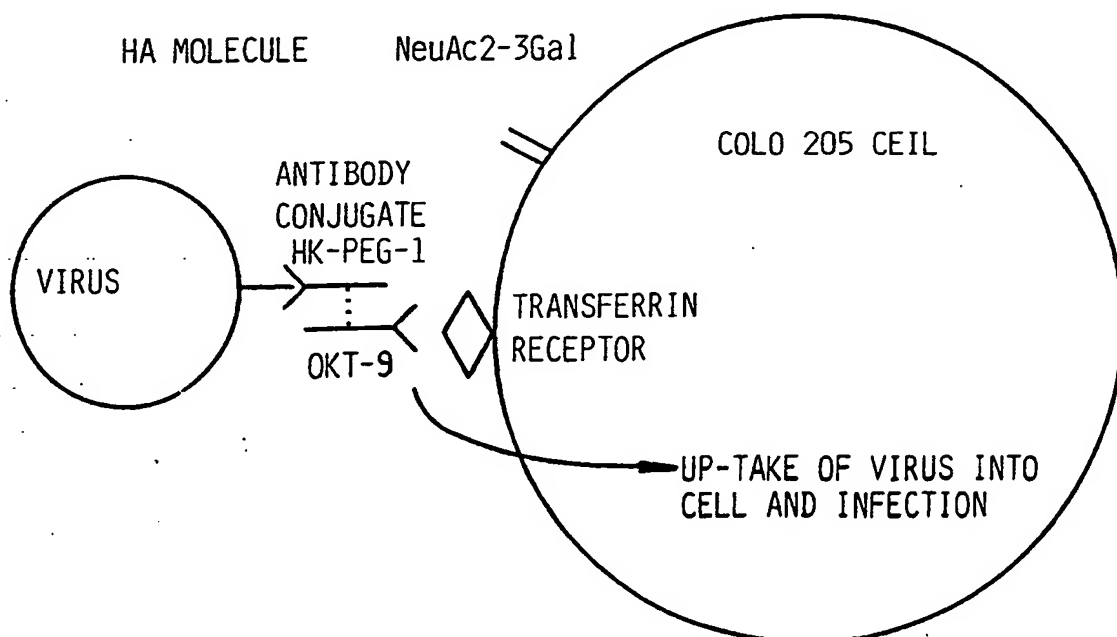 HA MOLECULE
NeuAc2-3Gal
COLO 205 CEIL
ANTIBODY
CONJUGATE
HK-PEG-1
VIRUS
TRANSFERRIN
RECEPTOR
OKT-9
UP-TAKE OF VIRUS INTO
CELL AND INFECTION